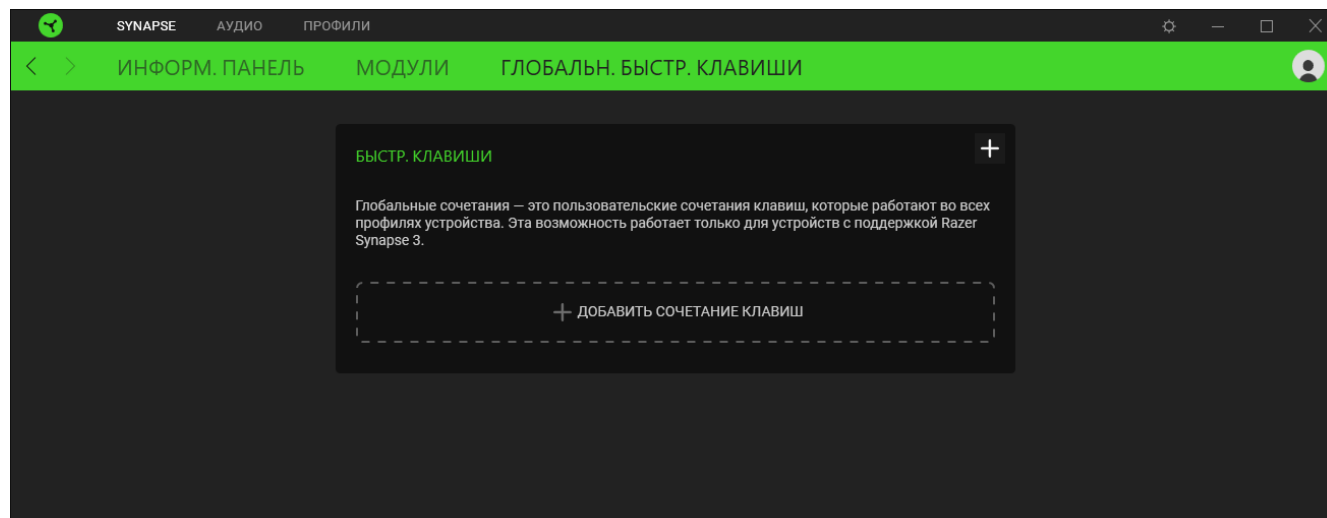 SYNAPSE АУДИО ПРОФИЛИ
ИНФОРМ. ПАНЕЛЬ МОДУЛИ ГЛОБАЛЬН. БЫСТР. КЛАВИШИ
БЫСТР. КЛАВИШИ
Глобальные сочетания — это пользовательские сочетания клавиш, которые работают во всех
профилях устройства. Эта возможность работает только для устройств с поддержкой Razer
Synapse 3.
ДОБАВИТЬ СОЧЕТАНИЕ КЛАВИШ